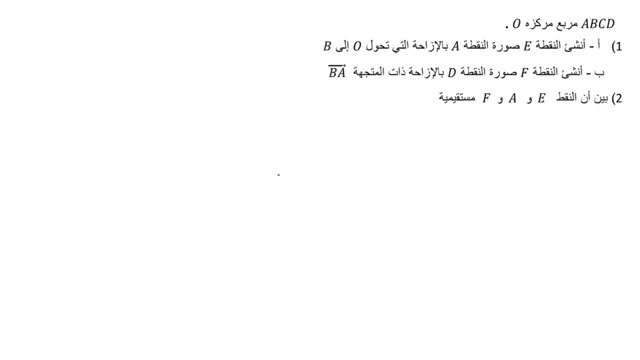 ABCD مربع مركزه O .
1) أ - أنشئ النقطة E صورة النقطة A بالإزاحة التي تحول O إلى B
ب - أنشئ النقطة F صورة النقطة D بالإزاحة ذات المتجهة BA
2) بين أن النقط E و A و F مستقيمية